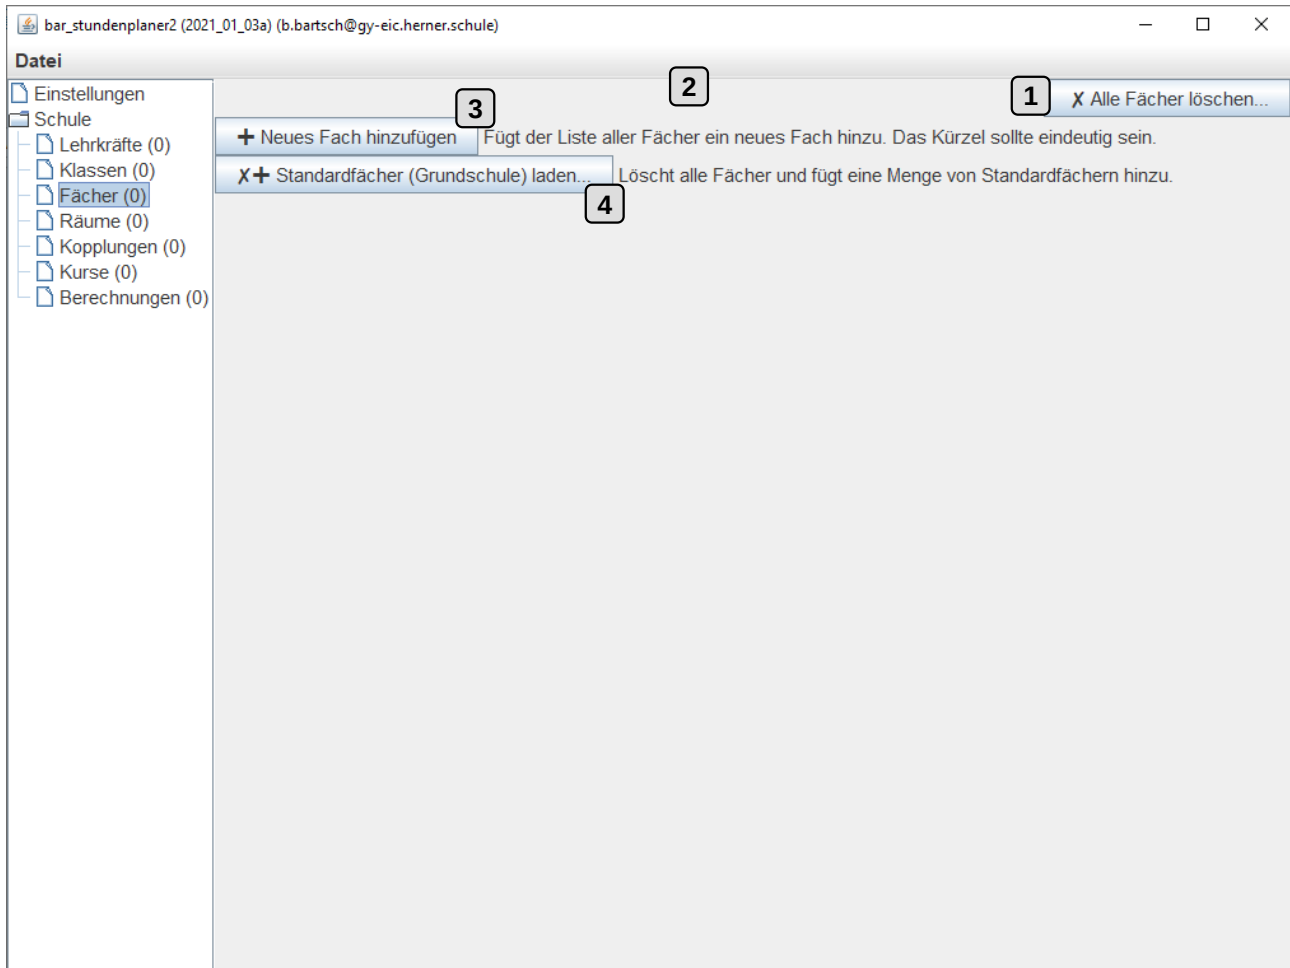 bar_stundenplaner2 (2021_01_03a) (b.bartsch@gy-eic.herner.schule)
Datei
Einstellungen
Schule
Lehrkräfte (0)
Klassen (0)
Fächer (0)
Räume (0)
Kopplungen (0)
Kurse (0)
Berechnungen (0)
2
1
✗ Alle Fächer löschen...
3
+ Neues Fach hinzufügen Fügt der Liste aller Fächer ein neues Fach hinzu. Das Kürzel sollte eindeutig sein.
✗+ Standardfächer (Grundschule) laden... Löscht alle Fächer und fügt eine Menge von Standardfächern hinzu.
4